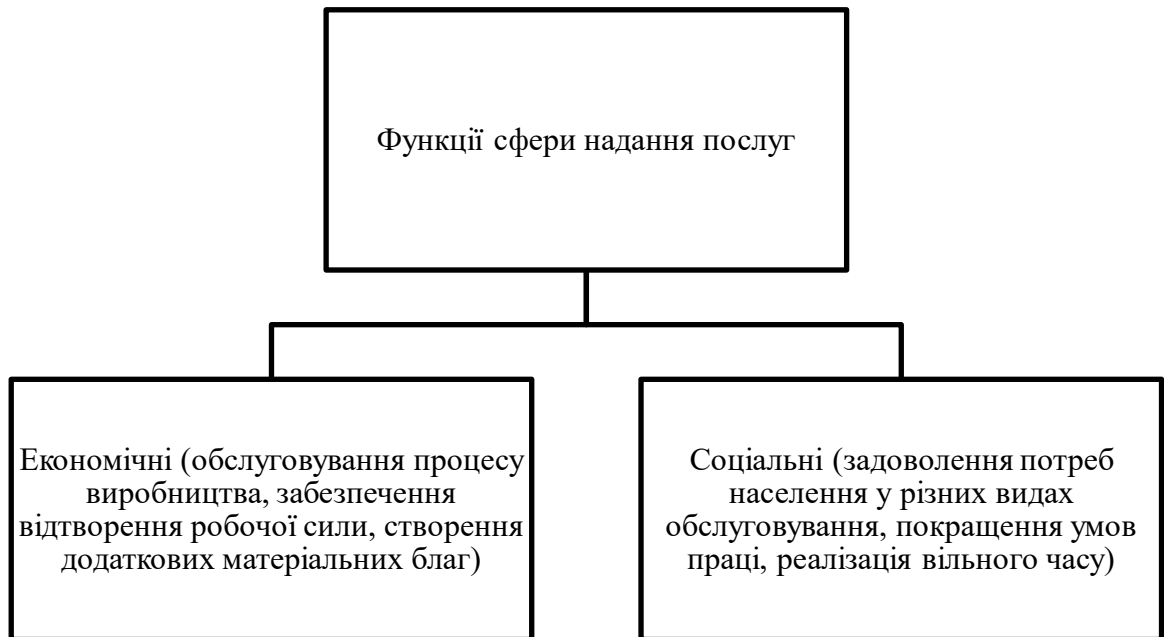 Функції сфери надання послуг
Економічні (обслуговування процесу
виробництва, забезпечення
відтворення робочої сили, створення
додаткових матеріальних благ)
Соціальні (задоволення потреб
населення у різних видах
обслуговування, покращення умов
праці, реалізація вільного часу)